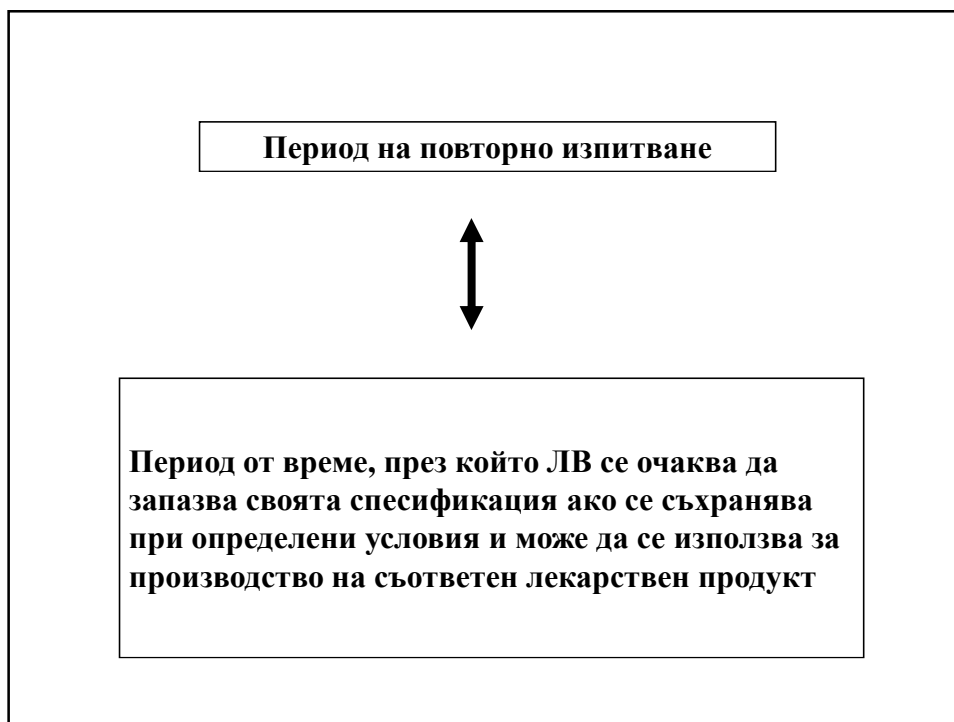 Период на повторно изпитване
Период от време, през който ЛВ се очаква да
запазва своята спесификация ако се съхранява
при определени условия и може да се използва за
производство на съответен лекарствен продукт